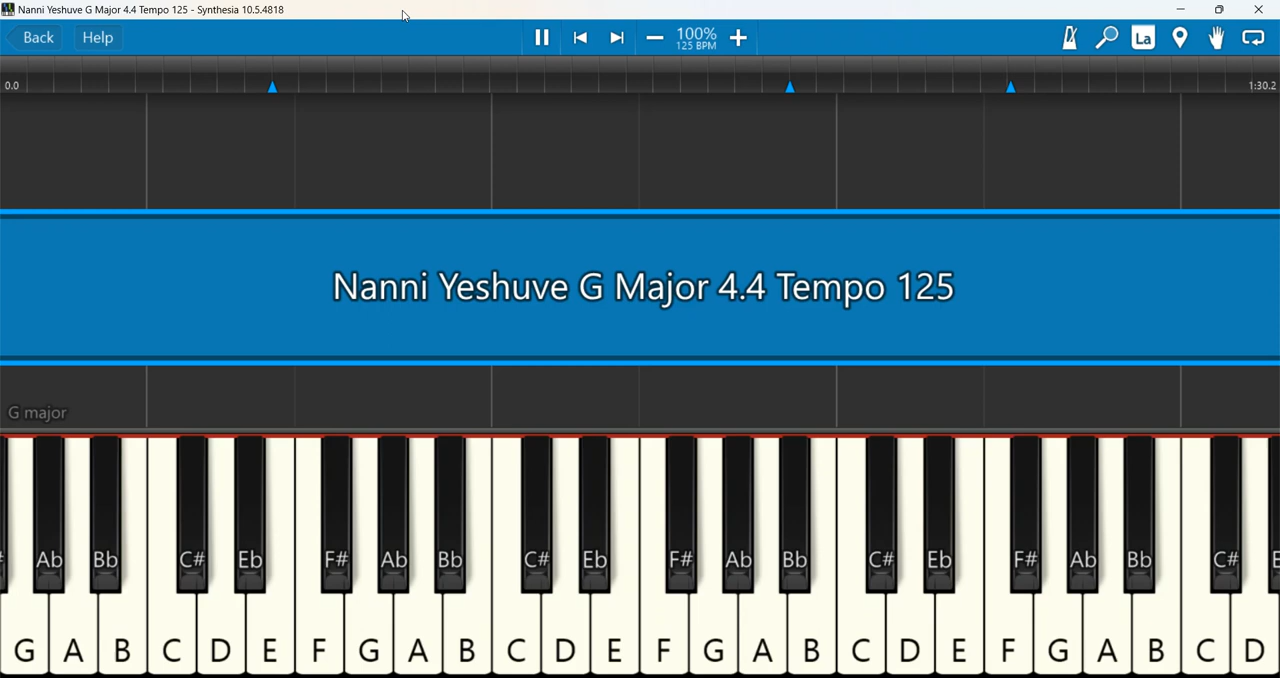 Nanni Yeshuve G Major 4.4 Tempo 125 - Synthesia 10.5.4818
Back Help 100%
125 BPM
La
0.0 1:30.2
Nanni Yeshuve G Major 4.4 Tempo 125
G major
# Ab Bb C# Eb F# Ab Bb C# Eb F# Ab Bb C# Eb F# Ab Bb C# E
G A B C D E F G A B C D E F G A B C D E F G A B C D